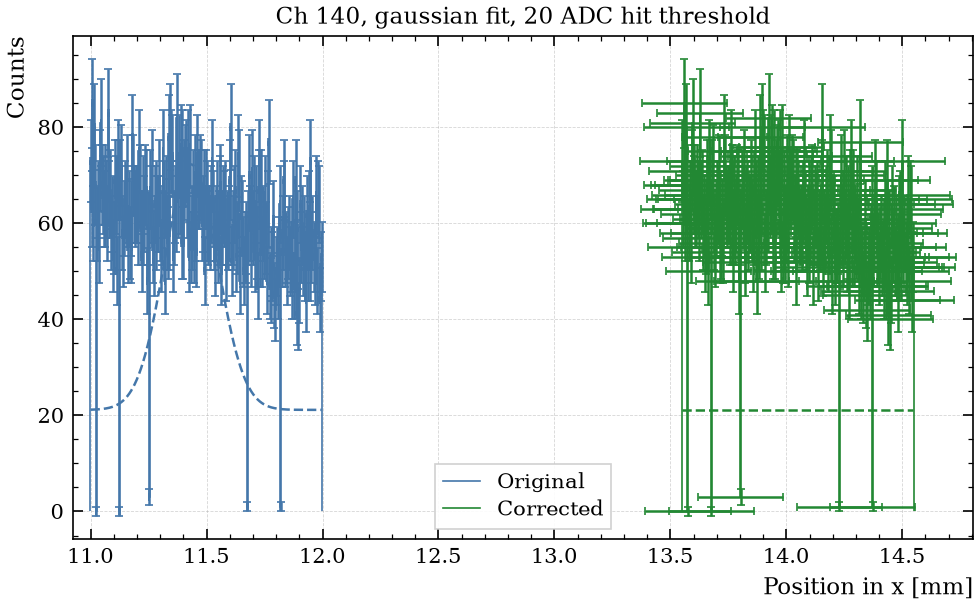 Ch 140, gaussian fit, 20 ADC hit threshold
Counts
80
60
40
20
0
Original
Corrected
11.0 11.5 12.0 12.5 13.0 13.5 14.0 14.5
Position in x [mm]